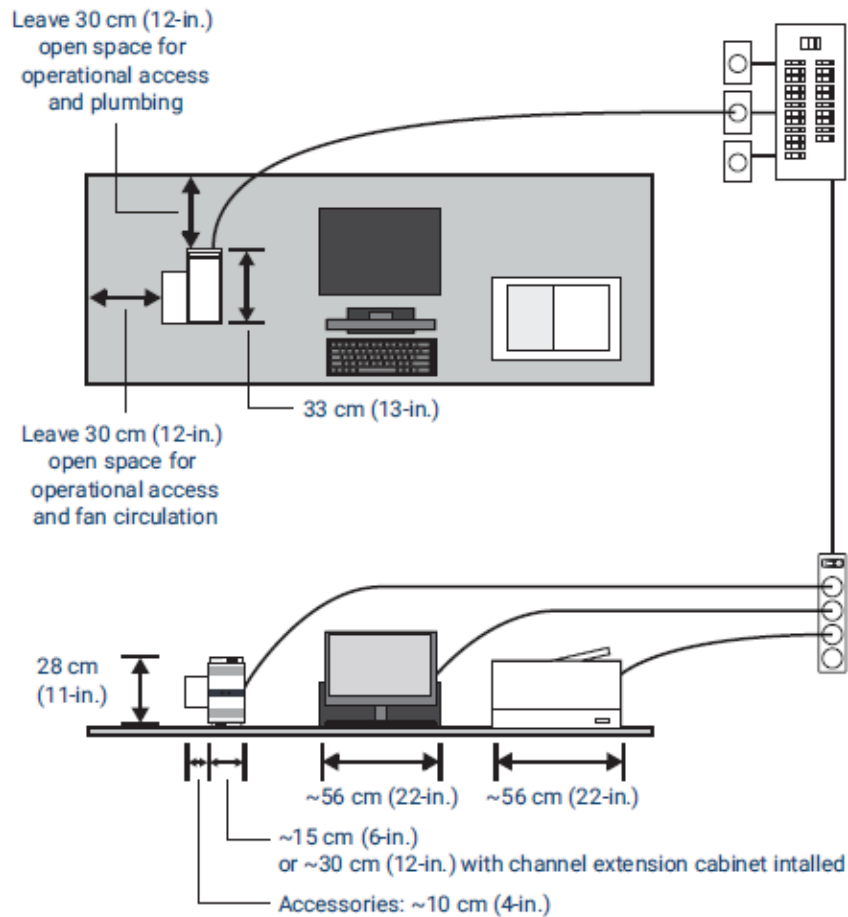 Leave 30 cm (12-in.)
open space for
operational access
and plumbing
33 cm (13-in.)
Leave 30 cm (12-in.)
open space for
operational access
and fan circulation
28 cm
(11-in.)
~56 cm (22-in.)
~56 cm (22-in.)
~15 cm (6-in.)
or ~30 cm (12-in.) with channel extension cabinet intalled
Accessories: ~10 cm (4-in.)